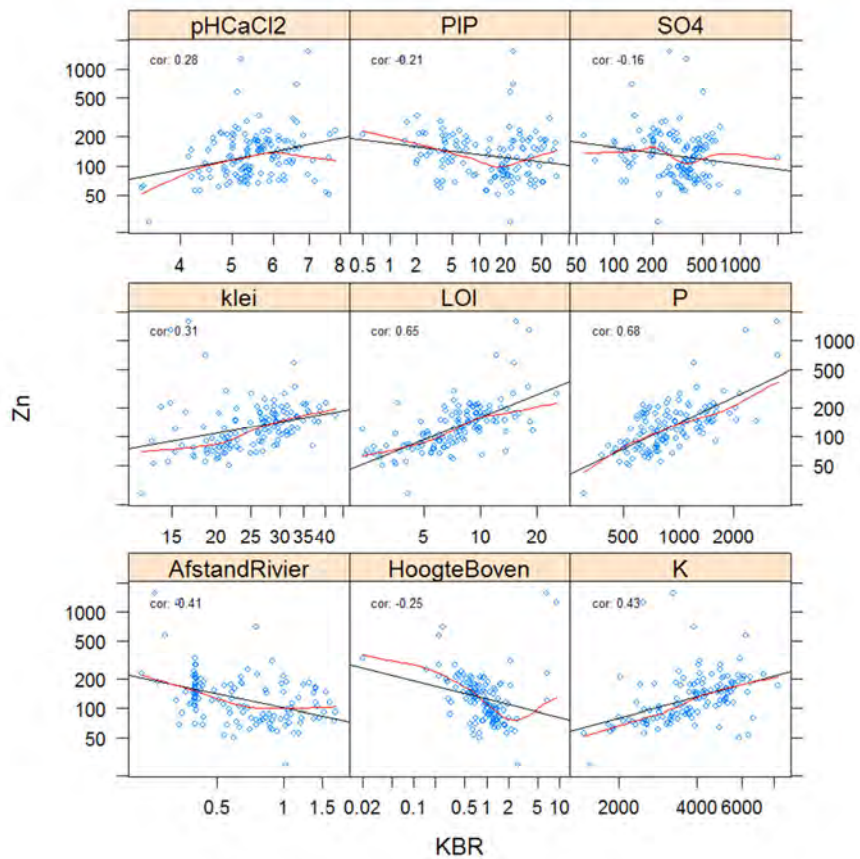 pHCaCl2 PIP SO4
cor: 0.28 cor: -0.21 cor: -0.16
1000
500
200
100
50
4 5 6 7 8 0.5 1 2 5 10 20 50 50 100 200 500 1000
klei LOI P
cor: 0.31 cor: 0.65 cor: 0.68
1000
500
200
100
50
15 20 25 30 35 40 5 10 20 500 1000 2000
AfstandRivier HoogteBoven K
cor: -0.41 cor: -0.25 cor: 0.43
1000
500
200
100
50
0.5 1 1.5 0.02 0.1 0.5 1 2 5 10 2000 4000 6000
Zn
KBR